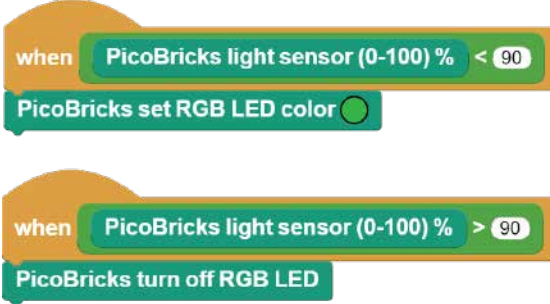 when PicoBricks light sensor (0-100) % < 90
PicoBricks set RGB LED color
when PicoBricks light sensor (0-100) % > 90
PicoBricks turn off RGB LED